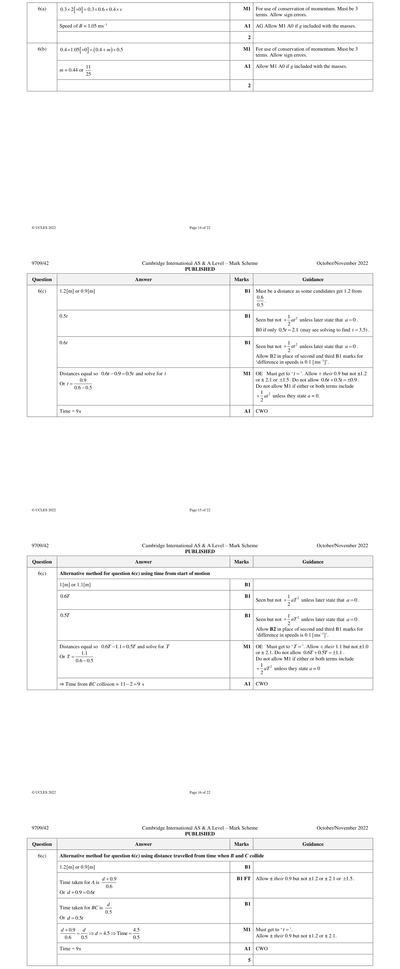 6(a) 0.3×2[+0] = 0.3×0.6+0.4×v M1 For use of conservation of momentum. Must be 3
terms. Allow sign errors.
Speed of B = 1.05 ms⁻¹ A1 AG Allow M1 A0 if g included with the masses.
2
6(b) 0.4×1.05[+0] = (0.4+m)×0.5 M1 For use of conservation of momentum. Must be 3
terms. Allow sign errors.
m = 0.44 or 11/25 A1 Allow M1 A0 if g included with the masses.
2
© UCLES 2022 Page 14 of 22
9709/42 Cambridge International AS & A Level – Mark Scheme October/November 2022
PUBLISHED
Question Answer Marks Guidance
6(c) 1.2[m] or 0.9[m] B1 Must be a distance as some candidates get 1.2 from
0.6/0.5.
0.5t B1 Seen but not +½at² unless later state that a = 0.
B0 if only 0.5t = 2.1 (may see solving to find t = 3.5).
0.6t B1 Seen but not +½at² unless later state that a = 0.
Allow B2 in place of second and third B1 marks for
'difference in speeds is 0.1 [ms⁻¹]'.
Distances equal so 0.6t − 0.9 = 0.5t and solve for t M1 OE Must get to 't ='. Allow ± their 0.9 but not ±1.2
Or t = 0.9/(0.6−0.5) or ± 2.1 or ±1.5. Do not allow 0.6t + 0.5t = ±0.9.
Do not allow M1 if either or both terms include
+½at² unless they state a = 0.
Time = 9s A1 CWO
© UCLES 2022 Page 15 of 22
9709/42 Cambridge International AS & A Level – Mark Scheme October/November 2022
PUBLISHED
Question Answer Marks Guidance
6(c) Alternative method for question 6(c) using time from start of motion
1[m] or 1.1[m] B1
0.6T B1 Seen but not +½aT² unless later state that a = 0.
0.5T B1 Seen but not +½aT² unless later state that a = 0.
Allow B2 in place of second and third B1 marks for
'difference in speeds is 0.1 [ms⁻¹]'.
Distances equal so 0.6T − 1.1 = 0.5T and solve for T M1 OE Must get to 'T ='. Allow ± their 1.1 but not ±1.0
Or T = 1.1/(0.6−0.5) or ± 2.1. Do not allow 0.6T + 0.5T = ±1.1.
Do not allow M1 if either or both terms include
+½aT² unless they state a = 0
⇒ Time from BC collision = 11−2 = 9 s A1 CWO
© UCLES 2022 Page 16 of 22
9709/42 Cambridge International AS & A Level – Mark Scheme October/November 2022
PUBLISHED
Question Answer Marks Guidance
6(c) Alternative method for question 6(c) using distance travelled from time when B and C collide
1.2[m] or 0.9[m] B1
Time taken for A is (d+0.9)/0.6 B1 FT Allow ± their 0.9 but not ±1.2 or ± 2.1 or ±1.5.
Or d + 0.9 = 0.6t
Time taken for BC is d/0.5 B1
Or d = 0.5t
(d+0.9)/0.6 = d/0.5 ⇒ d = 4.5 ⇒ Time = 4.5/0.5 M1 Must get to 't ='.
Allow ± their 0.9 but not ±1.2 or ± 2.1.
Time = 9s A1 CWO
5